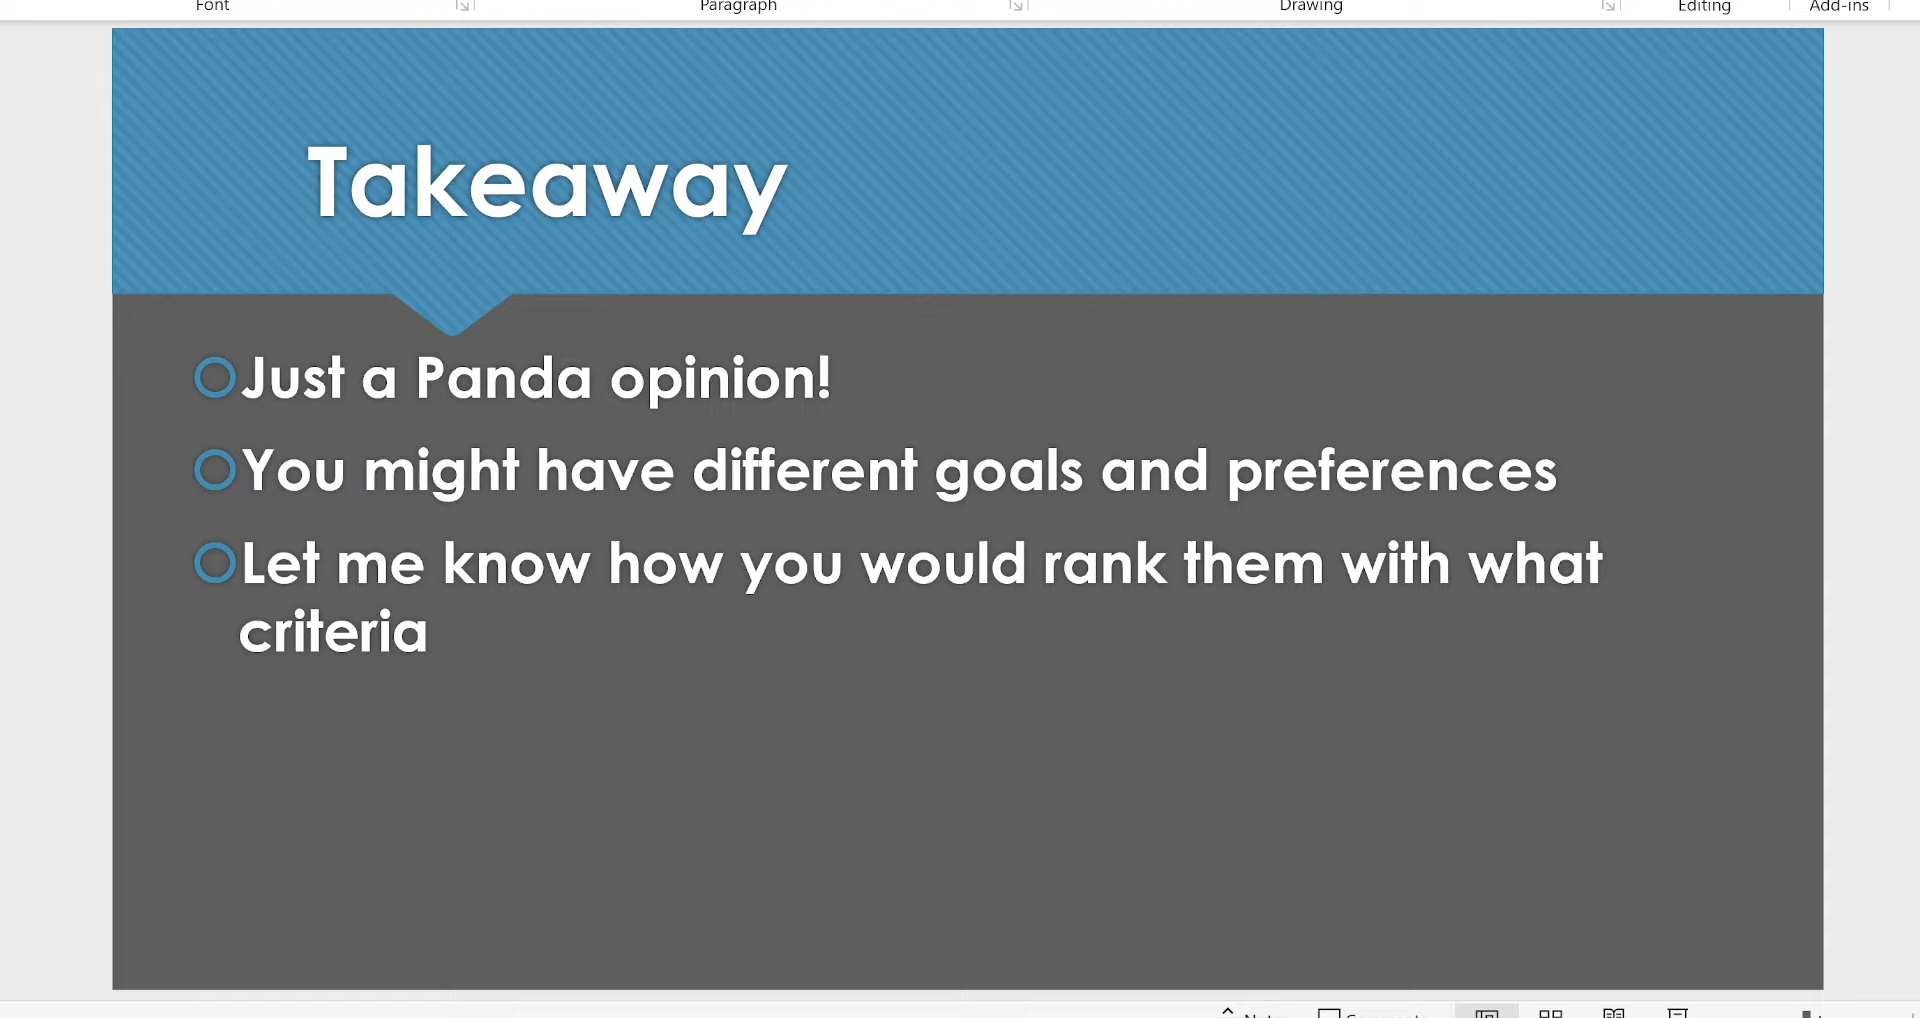 Font Paragraph Drawing Editing Add-ins
Takeaway
Just a Panda opinion!
You might have different goals and preferences
Let me know how you would rank them with what
criteria